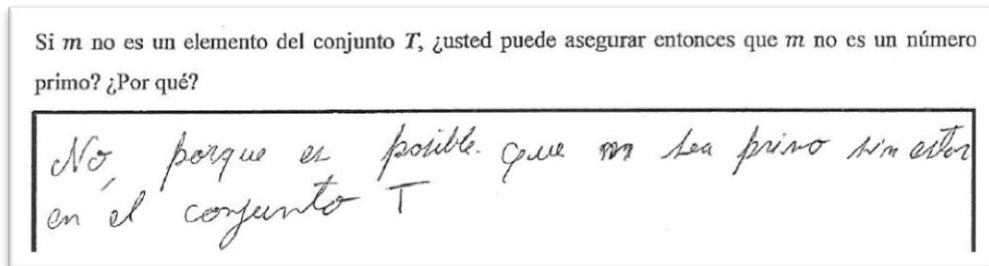 Si m no es un elemento del conjunto T, ¿usted puede asegurar entonces que m no es un número
primo? ¿Por qué?
No, porque es posible. que m sea primo sin estar
en el conjunto T